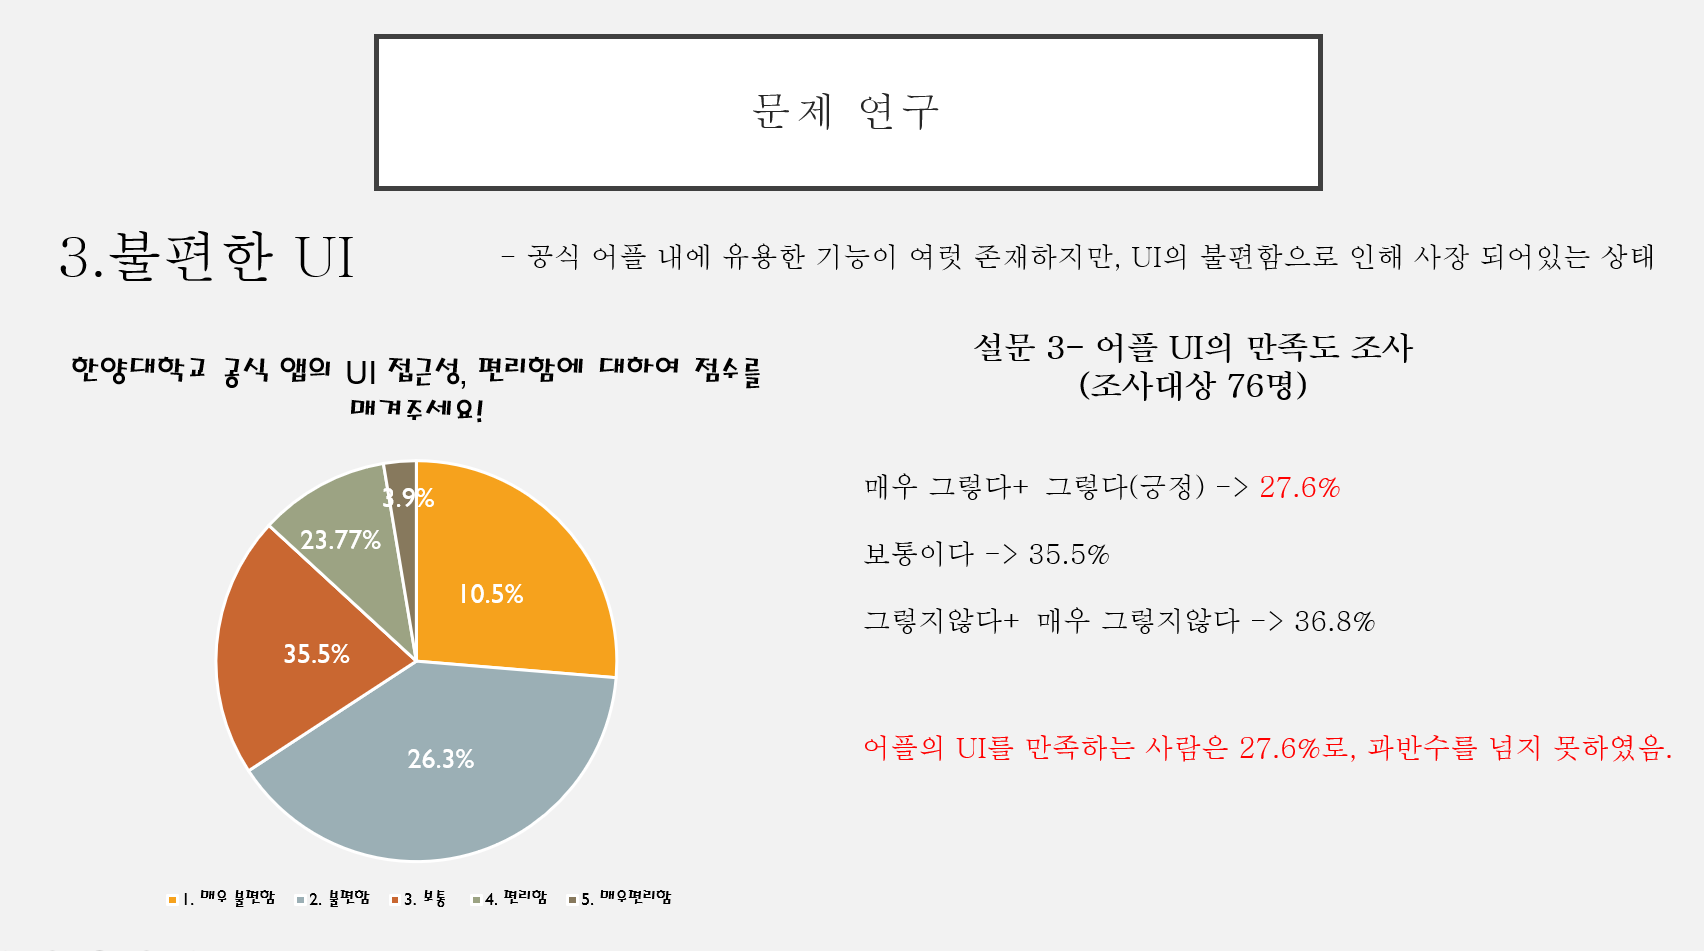 문제 연구
3.불편한 UI
- 공식 어플 내에 유용한 기능이 여럿 존재하지만, UI의 불편함으로 인해 사장 되어있는 상태
한양대학교 공식 앱의 UI 접근성, 편리함에 대하여 점수를
매겨주세요!
3.9%
23.77%
10.5%
35.5%
26.3%
1. 매우 불편함 2. 불편함 3. 보통 4. 편리함 5. 매우편리함
설문 3- 어플 UI의 만족도 조사
(조사대상 76명)
매우 그렇다+ 그렇다(긍정) -> 27.6%
보통이다 -> 35.5%
그렇지않다+ 매우 그렇지않다 -> 36.8%
어플의 UI를 만족하는 사람은 27.6%로, 과반수를 넘지 못하였음.